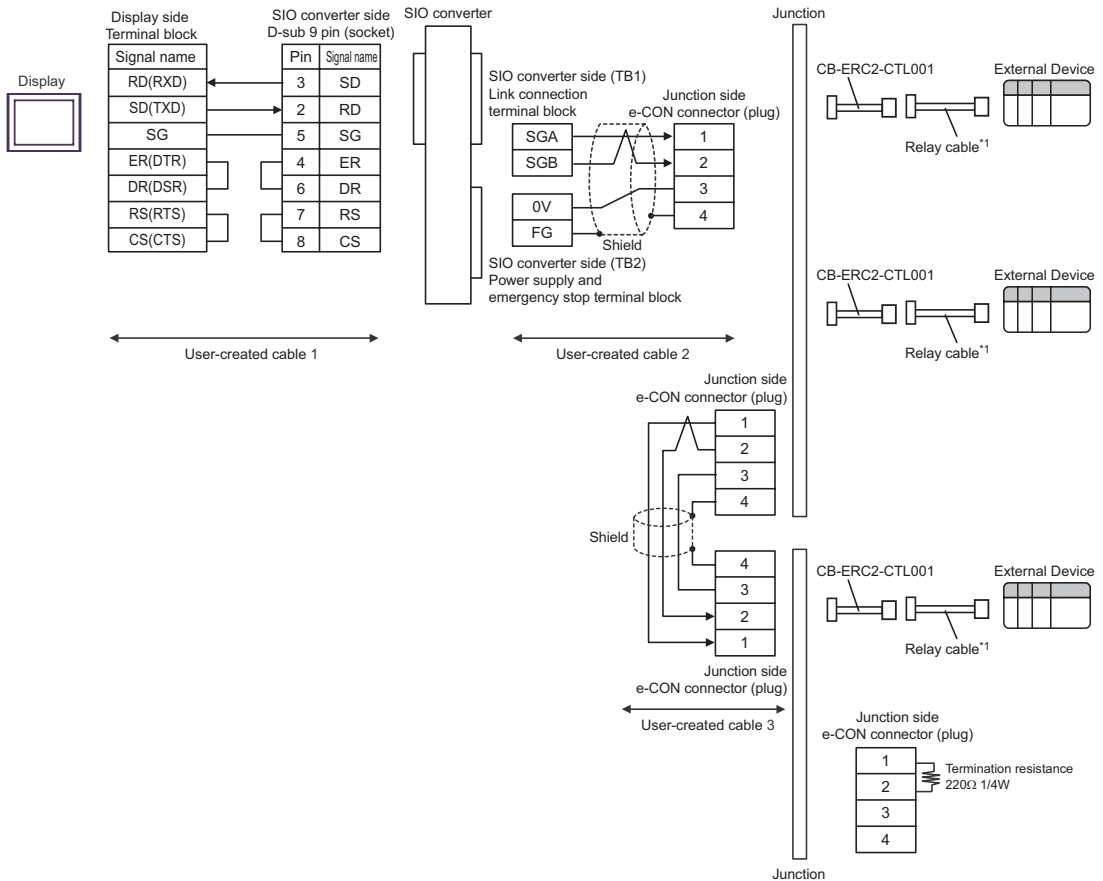 Display
Display side
Terminal block
Signal name
RD(RXD)
SD(TXD)
SG
ER(DTR)
DR(DSR)
RS(RTS)
CS(CTS)
SIO converter side
D-sub 9 pin (socket)
Pin Signal name
3 SD
2 RD
5 SG
4 ER
6 DR
7 RS
8 CS
User-created cable 1
SIO converter
SIO converter side (TB1)
Link connection
terminal block
SGA
SGB
0V
FG
Shield
SIO converter side (TB2)
Power supply and
emergency stop terminal block
Junction side
e-CON connector (plug)
1
2
3
4
User-created cable 2
Junction
CB-ERC2-CTL001
External Device
Relay cable*1
CB-ERC2-CTL001
External Device
Relay cable*1
Junction side
e-CON connector (plug)
1
2
3
4
Shield
4
3
2
1
Junction side
e-CON connector (plug)
User-created cable 3
CB-ERC2-CTL001
External Device
Relay cable*1
Junction side
e-CON connector (plug)
1
2
3
4
Termination resistance
220Ω 1/4W
Junction